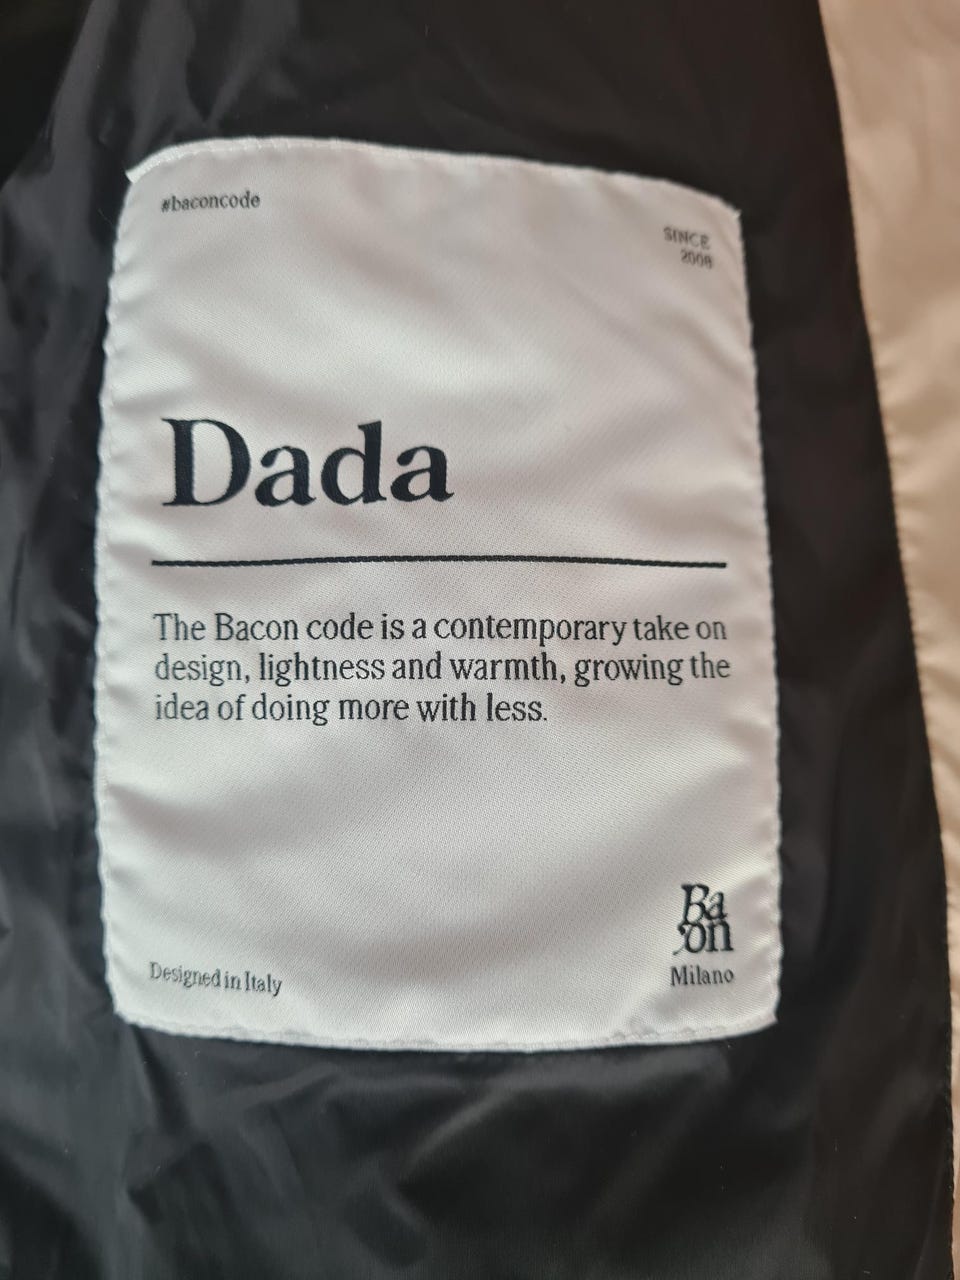 #baconcode
SINCE
2008
Dada
The Bacon code is a contemporary take on
design, lightness and warmth, growing the
idea of doing more with less.
Designed in Italy
Ba
con
Milano